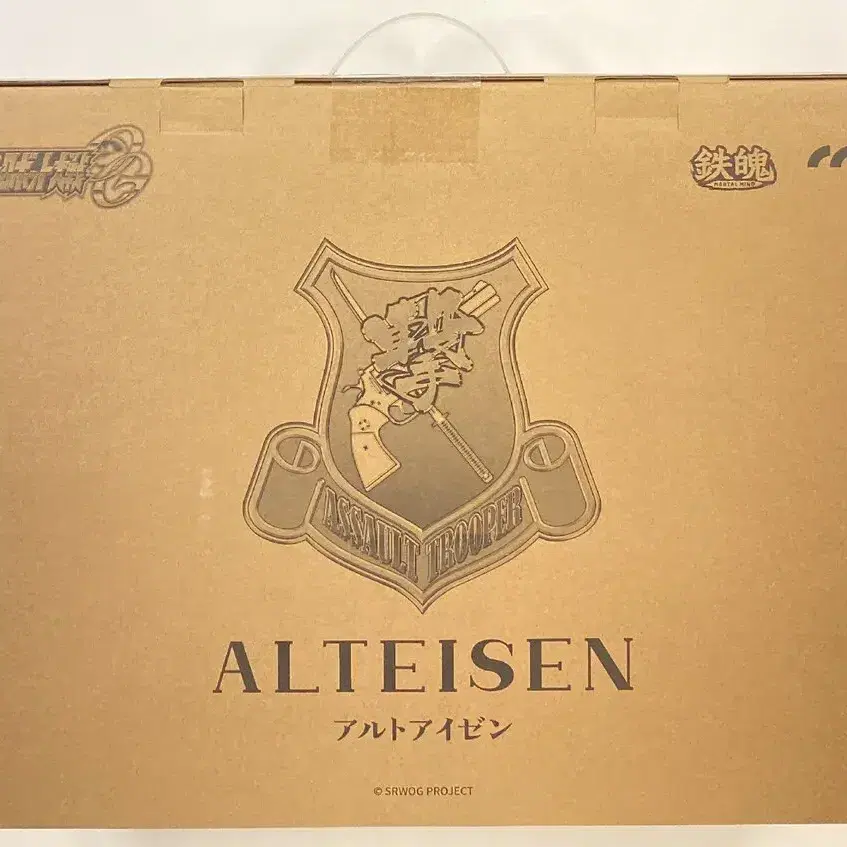 鉄魄
METAL MIND
ASSAULT TROOPER
ALTEISEN
アルトアイゼン
© SRWOG PROJECT